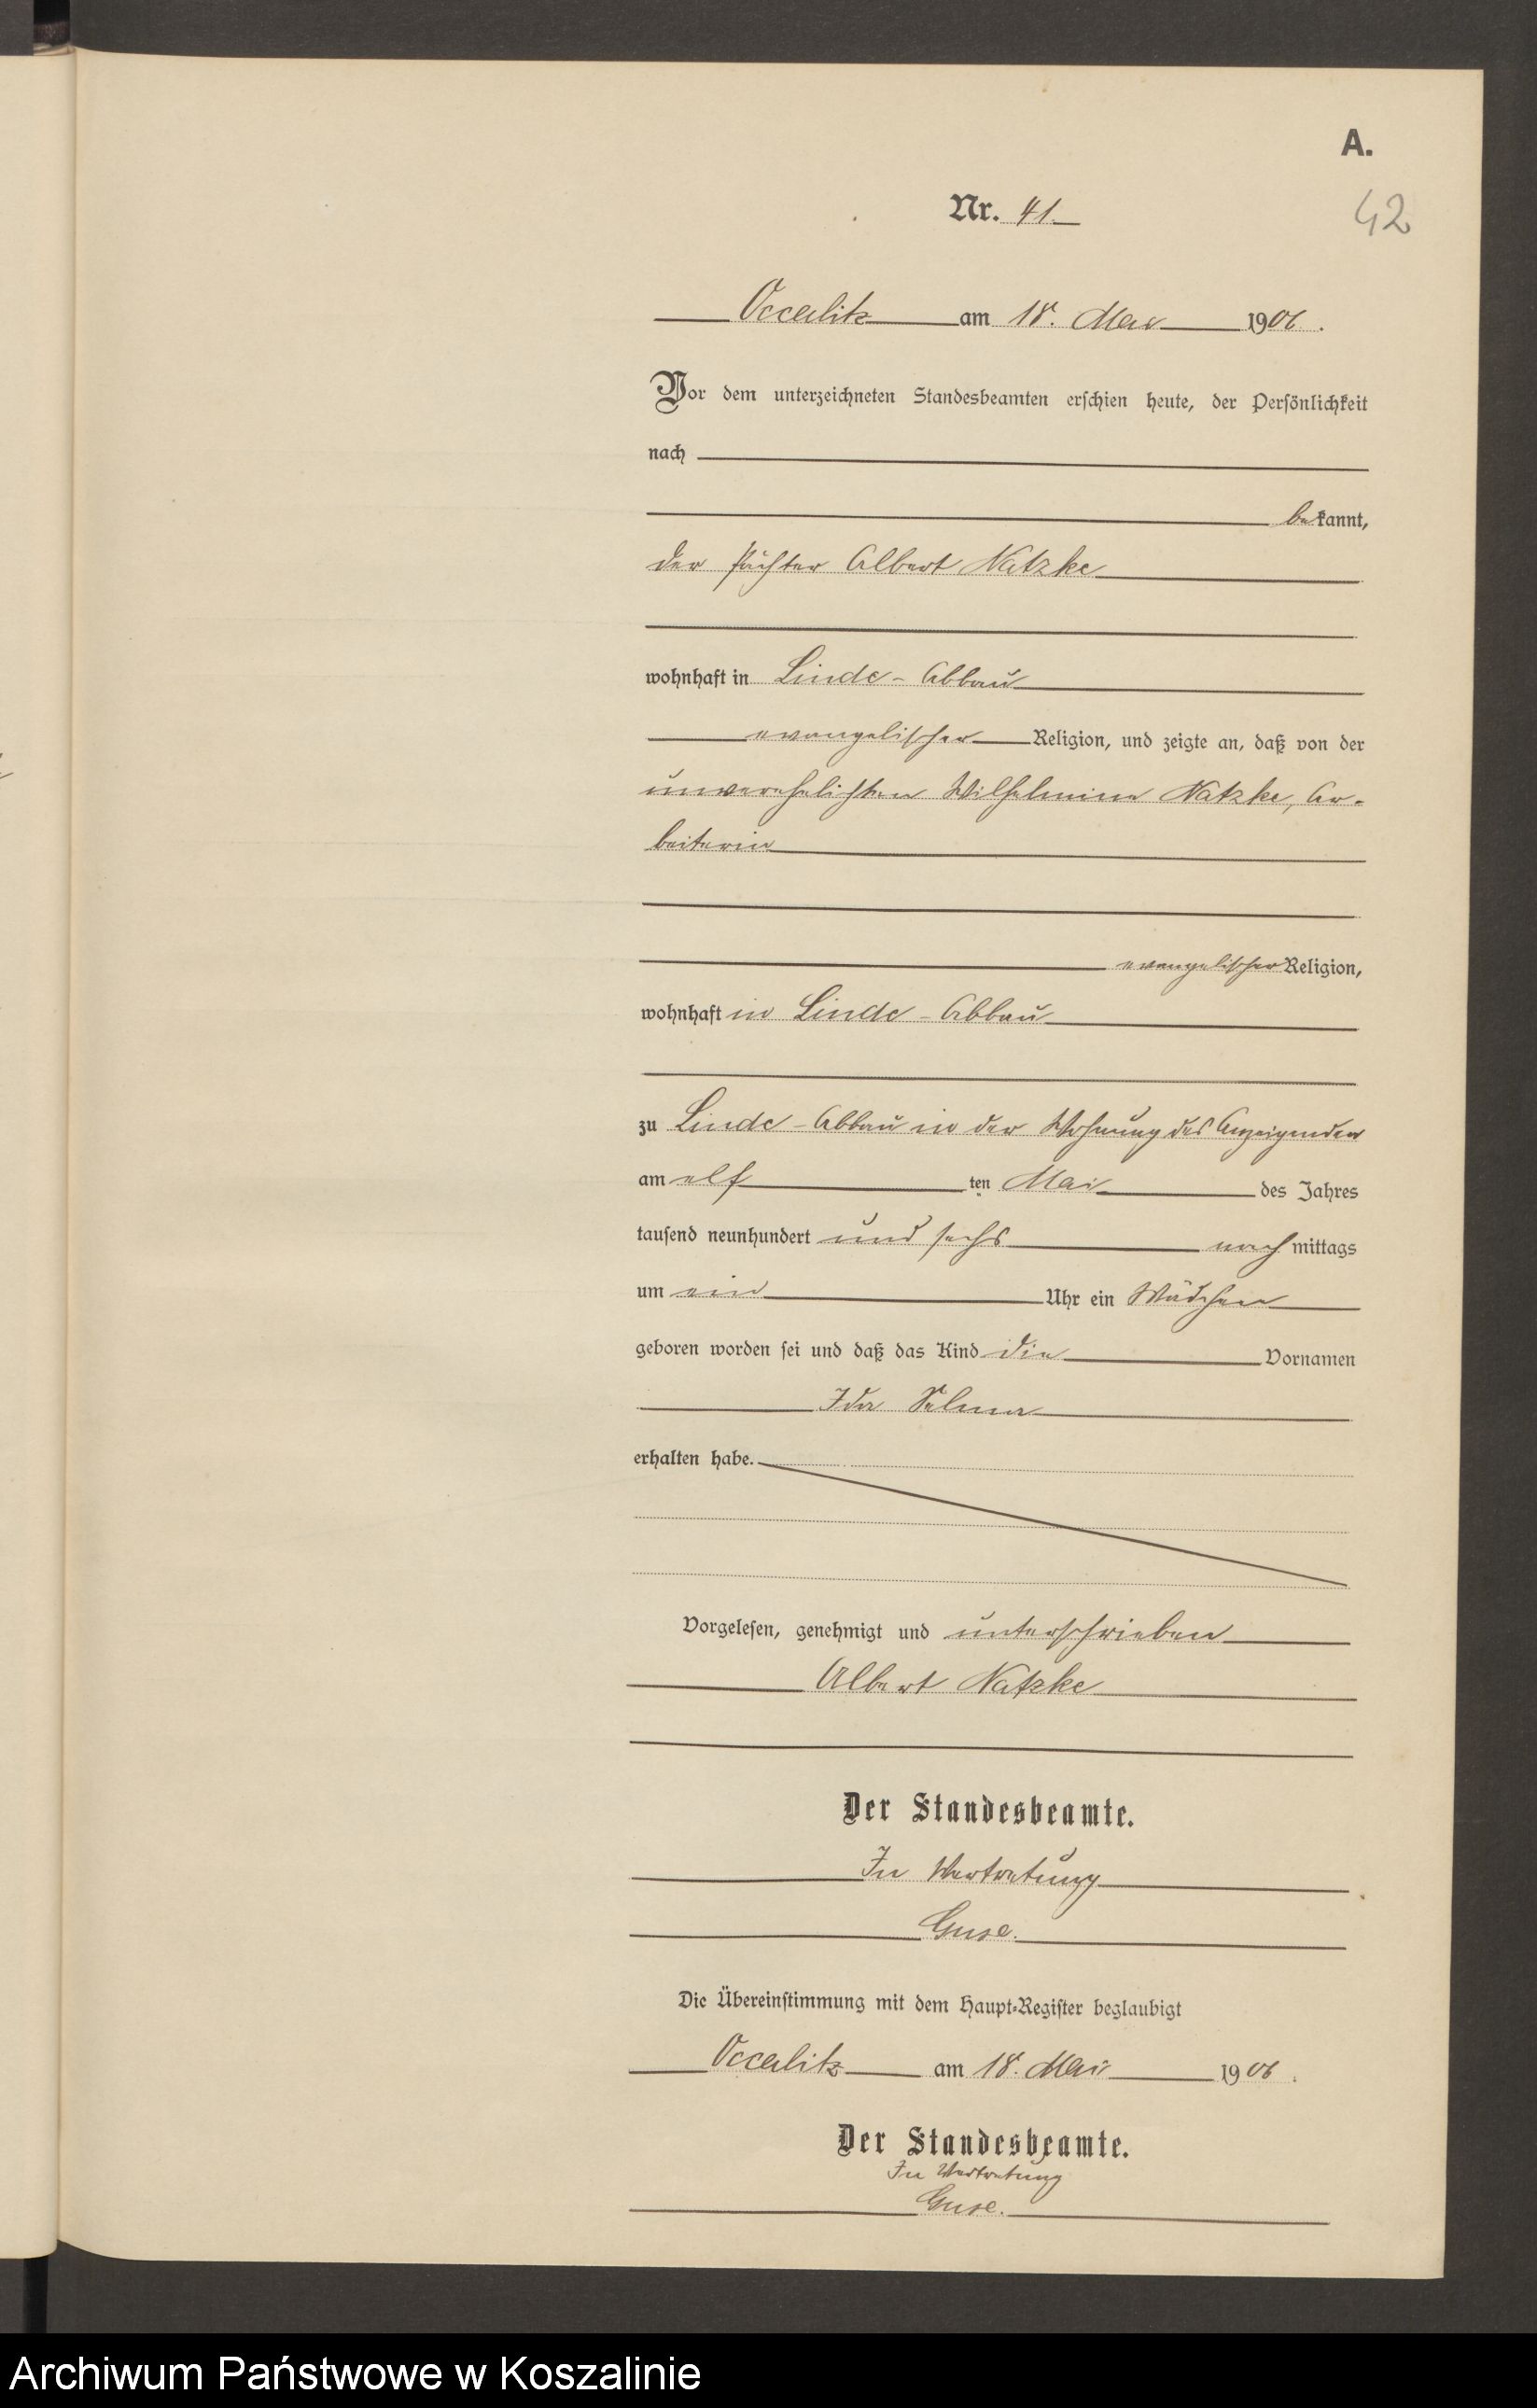 A.
Nr. 41.
42
Occalitz am 18. Mai 1906.
Vor dem unterzeichneten Standesbeamten erschien heute, der Persönlichkeit
nach
bekannt,
der Pächter Albert Natzke
wohnhaft in Linde-Abbau
evangelischer Religion, und zeigte an, daß von der
unverehelichten Wilhelmine Natzke, Ar-
beiterin
evangelischer Religion,
wohnhaft in Linde-Abbau
zu Linde-Abbau in der Wohnung des Anzeigenden
am elf ten Mai des Jahres
tausend neunhundert und sechs nachmittags
um ein Uhr ein Mädchen
geboren worden sei und daß das Kind die Vornamen
Ida Selma
erhalten habe.
Vorgelesen, genehmigt und unterschrieben
Albert Natzke
Der Standesbeamte.
In Vertretung
Guse.
Die Übereinstimmung mit dem Haupt-Register beglaubigt
Occalitz am 18. Mai 1906.
Der Standesbeamte.
In Vertretung
Guse.
Archiwum Państwowe w Koszalinie